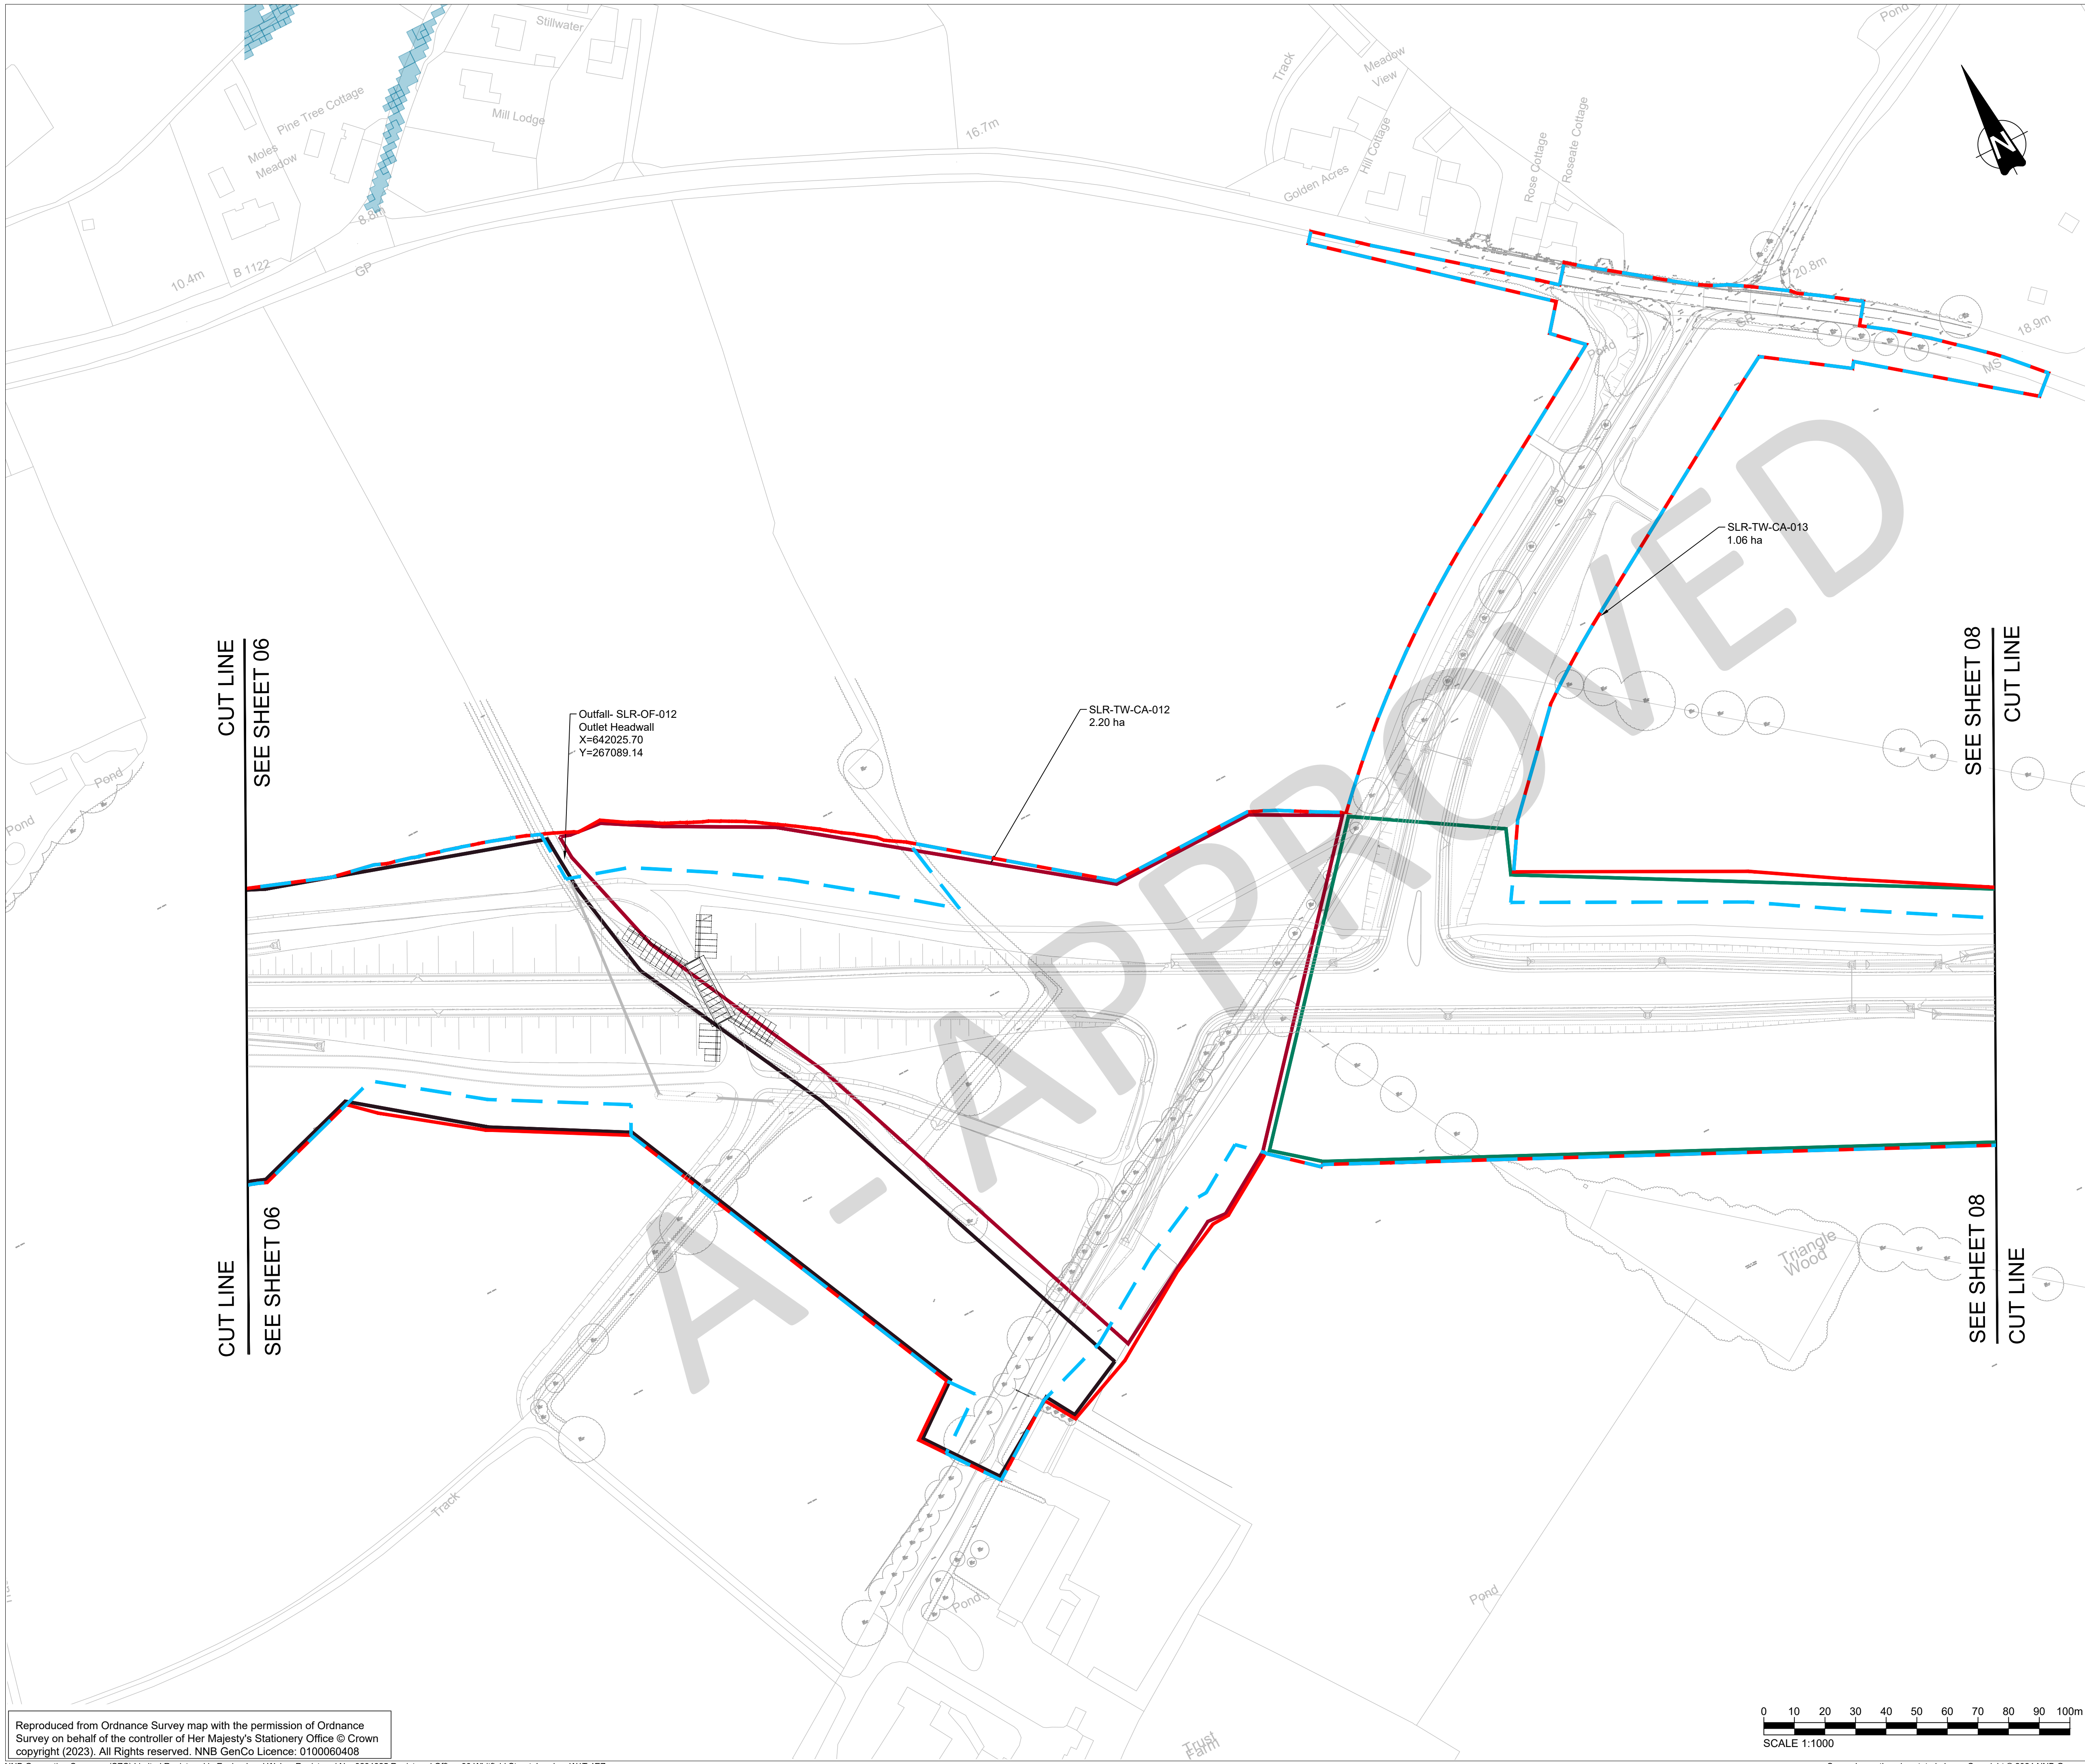 Stillwater
Pond
Pine Tree Cottage
Moles
Meadow
Mill Lodge
16.7m
Track
Meadow
View
Hill Cottage
Golden Acres
Rose Cottage
Roseate Cottage
N
8.8m
10.4m
B 1122
GP
20.8m
GP
18.9m
MS
Pond
SLR-TW-CA-013
1.06 ha
CUT LINE
SEE SHEET 06
SEE SHEET 08
CUT LINE
Outfall- SLR-OF-012
Outlet Headwall
X=642025.70
Y=267089.14
SLR-TW-CA-012
2.20 ha
Pond
Pond
A - APPROVED
CUT LINE
SEE SHEET 06
SEE SHEET 08
CUT LINE
Triangle
Wood
Track
Pond
Pond
Trust
Farm
Reproduced from Ordnance Survey map with the permission of Ordnance
Survey on behalf of the controller of Her Majesty's Stationery Office © Crown
copyright (2023). All Rights reserved. NNB GenCo Licence: 0100060408
0 10 20 30 40 50 60 70 80 90 100m
SCALE 1:1000